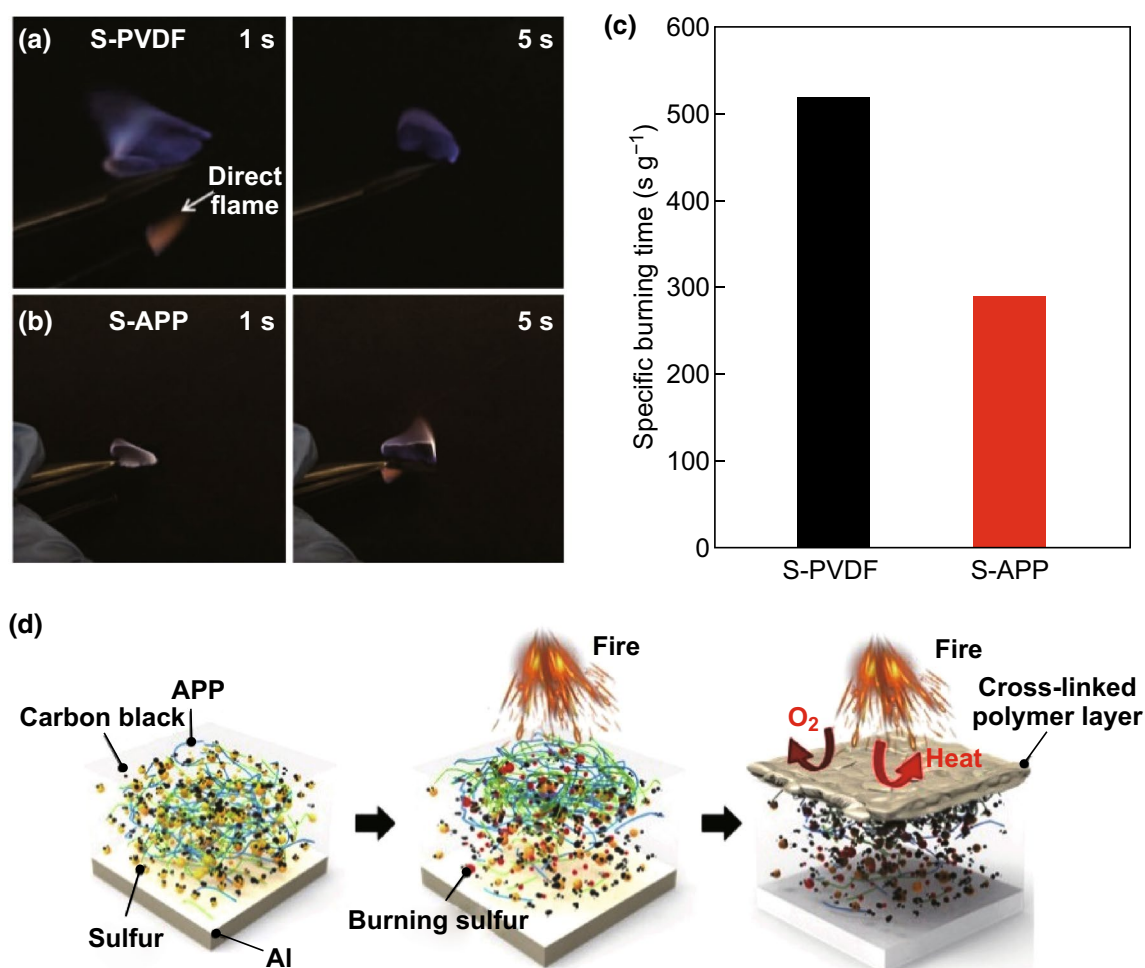 (a)
S-PVDF
1 s
5 s
Direct
flame
(b)
S-APP
1 s
5 s
(c)
Specific burning time (s g⁻¹)
600
500
400
300
200
100
0
S-PVDF
S-APP
(d)
APP
Carbon black
Sulfur
Al
Fire
Burning sulfur
Fire
Cross-linked
polymer layer
O₂
Heat